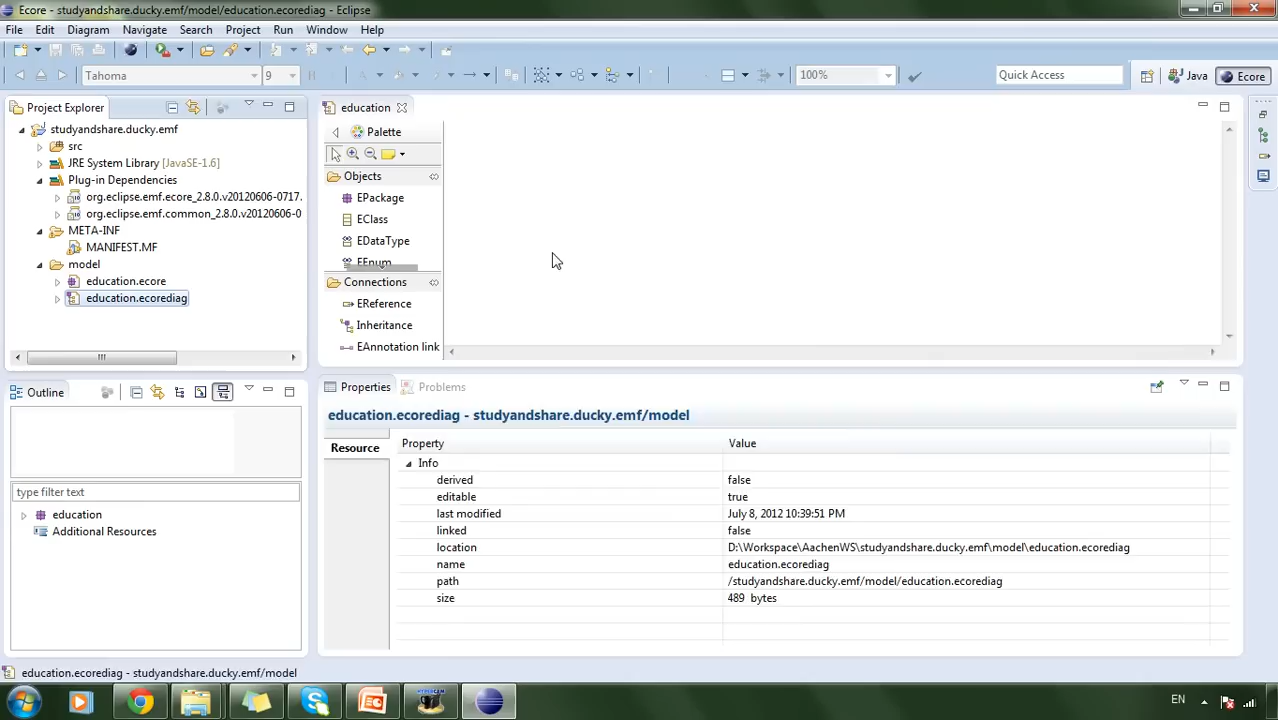 Ecore - studyandshare.ducky.emf/model/education.ecorediag - Eclipse
File Edit Diagram Navigate Search Project Run Window Help
Tahoma 9 100% Quick Access Java Ecore
Project Explorer
studyandshare.ducky.emf
src
JRE System Library [JavaSE-1.6]
Plug-in Dependencies
org.eclipse.emf.ecore_2.8.0.v20120606-0717.
org.eclipse.emf.common_2.8.0.v20120606-0
META-INF
MANIFEST.MF
model
education.ecore
education.ecorediag
education
Palette
Objects
EPackage
EClass
EDataType
EEnum
Connections
EReference
Inheritance
EAnnotation link
Outline
type filter text
education
Additional Resources
Properties Problems
education.ecorediag - studyandshare.ducky.emf/model
Resource
Property Value
Info
derived false
editable true
last modified July 8, 2012 10:39:51 PM
linked false
location D:\Workspace\AachenWS\studyandshare.ducky.emf\model\education.ecorediag
name education.ecorediag
path /studyandshare.ducky.emf/model/education.ecorediag
size 489 bytes
education.ecorediag - studyandshare.ducky.emf/model
EN